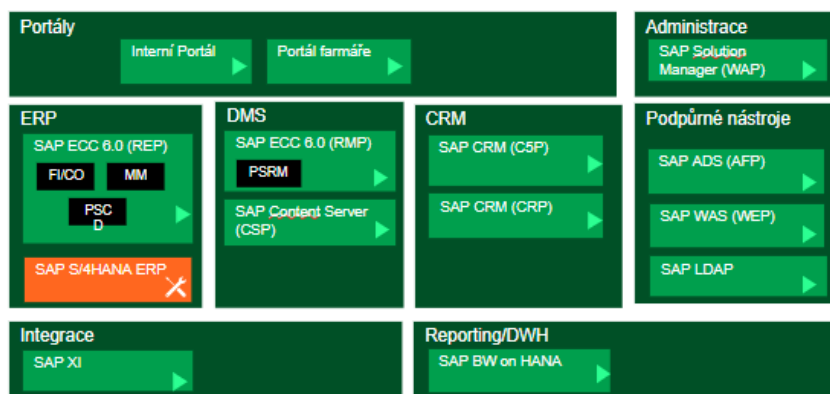 Portály
Interní Portál
Portál farmáře
Administrace
SAP Solution
Manager (WAP)
ERP
SAP ECC 6.0 (REP)
FI/CO
MM
PSC
D
SAP S/4HANA ERP
DMS
SAP ECC 6.0 (RMP)
PSRM
SAP Content Server
(CSP)
CRM
SAP CRM (C5P)
SAP CRM (CRP)
Podpůrné nástroje
SAP ADS (AFP)
SAP WAS (WEP)
SAP LDAP
Integrace
SAP XI
Reporting/DWH
SAP BW on HANA